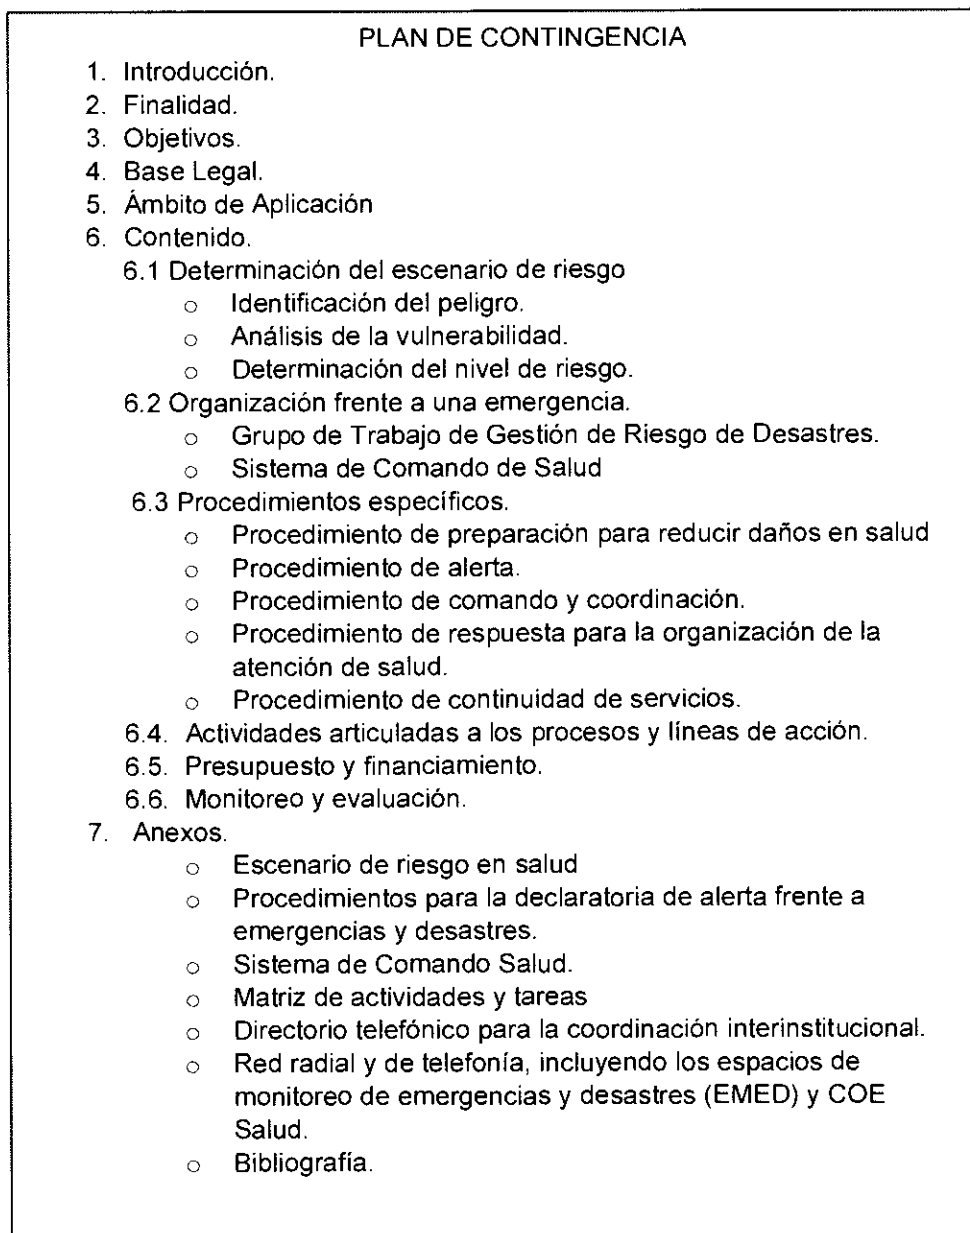 PLAN DE CONTINGENCIA
1. Introducción.
2. Finalidad.
3. Objetivos.
4. Base Legal.
5. Ámbito de Aplicación
6. Contenido.
6.1 Determinación del escenario de riesgo
o Identificación del peligro.
o Análisis de la vulnerabilidad.
o Determinación del nivel de riesgo.
6.2 Organización frente a una emergencia.
o Grupo de Trabajo de Gestión de Riesgo de Desastres.
o Sistema de Comando de Salud
6.3 Procedimientos específicos.
o Procedimiento de preparación para reducir daños en salud
o Procedimiento de alerta.
o Procedimiento de comando y coordinación.
o Procedimiento de respuesta para la organización de la
atención de salud.
o Procedimiento de continuidad de servicios.
6.4. Actividades articuladas a los procesos y líneas de acción.
6.5. Presupuesto y financiamiento.
6.6. Monitoreo y evaluación.
7. Anexos.
o Escenario de riesgo en salud
o Procedimientos para la declaratoria de alerta frente a
emergencias y desastres.
o Sistema de Comando Salud.
o Matriz de actividades y tareas
o Directorio telefónico para la coordinación interinstitucional.
o Red radial y de telefonía, incluyendo los espacios de
monitoreo de emergencias y desastres (EMED) y COE
Salud.
o Bibliografía.